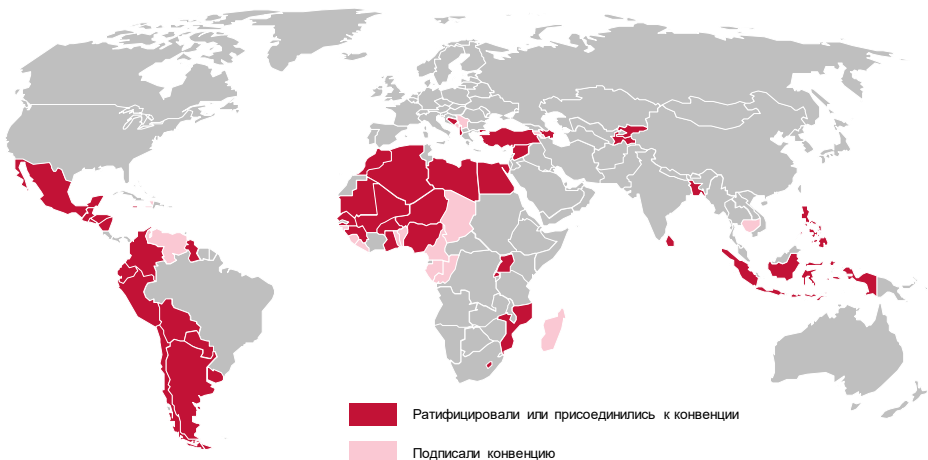 Ратифицировали или присоединились к конвенции
Подписали конвенцию